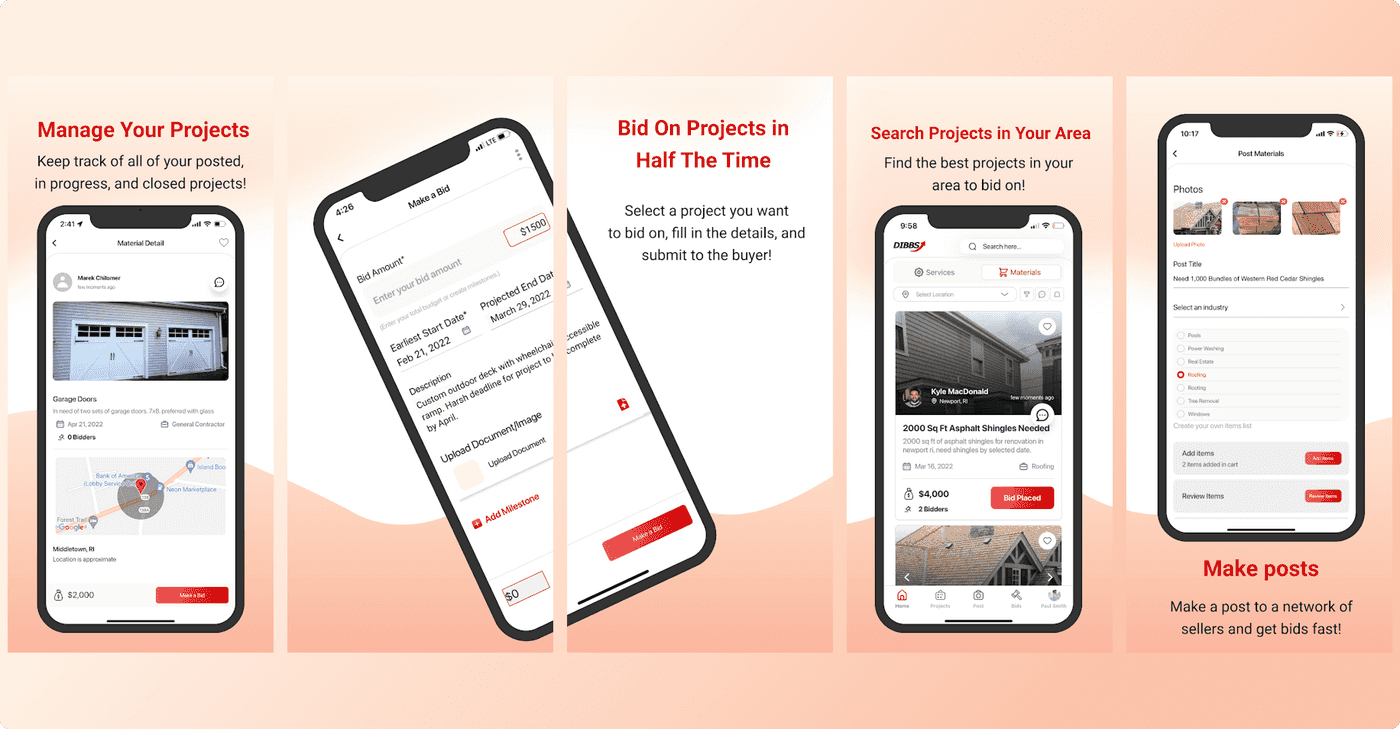 Manage Your Projects
Keep track of all of your posted,
in progress, and closed projects!
2:41
Material Detail
Marek Chilomer
few moments ago
Garage Doors
In need of two sets of garage doors. 7x8. preferred with glass
Apr 21, 2022
General Contractor
0 Bidders
Island Boo
Bank of Am
(Lobby Service
Neon Marketplace
138A
Forest Trail
Google
Middletown, RI
Location is approximate
$2,000
Make a Bid
4:26
LTE
Make a Bid
Bid Amount*
$1500
Enter your bid amount
(Enter your total budget or create milestones.)
Earliest Start Date*
Projected End Dat
Feb 21, 2022
March 29, 2022
Description
Custom outdoor deck with wheelchair accessible
ramp. Harsh deadline for project to complete
by April.
Upload Document/Image
Upload Document
Add Milestone
$0
Make a Bid
Bid On Projects in
Half The Time
Select a project you want
to bid on, fill in the details, and
submit to the buyer!
Search Projects in Your Area
Find the best projects in your
area to bid on!
9:58
DIBBS
Search here...
Services
Materials
Select Location
Kyle MacDonald
Newport, RI
few moments ago
2000 Sq Ft Asphalt Shingles Needed
2000 sq ft of asphalt shingles for renovation in
newport ri. need shingles by selected date.
Mar 16, 2022
Roofing
$4,000
Bid Placed
2 Bidders
Home
Projects
Post
Bids
Paul Smith
10:17
Post Materials
Photos
Upload Photo
Post Title
Need 1,000 Bundles of Western Red Cedar Shingles
Select an industry
Pools
Power Washing
Real Estate
Roofing
Roofing
Tree Removal
Windows
Create your own items list
Add items
2 items added in cart
Add items
Review Items
Review Items
Make posts
Make a post to a network of
sellers and get bids fast!